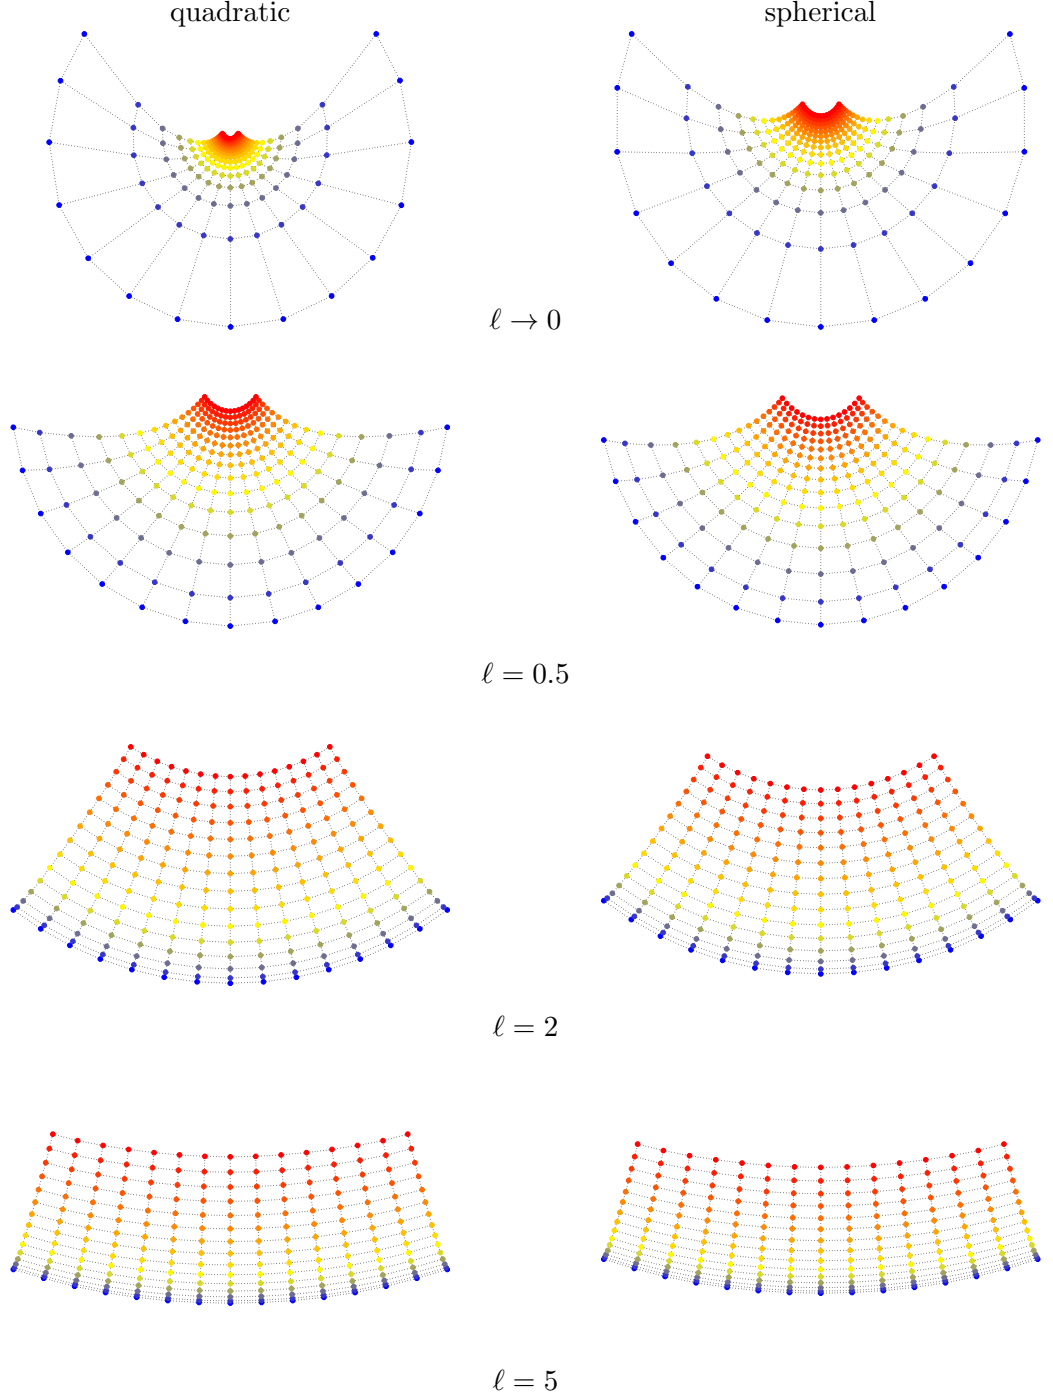 quadratic spherical
ℓ → 0
ℓ = 0.5
ℓ = 2
ℓ = 5